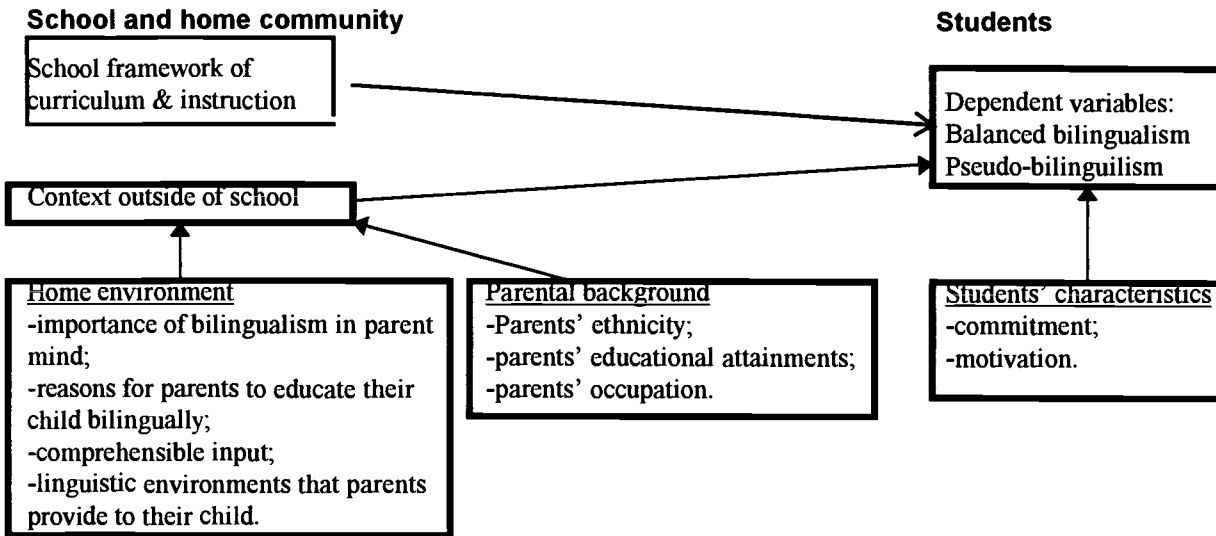 School and home community
School framework of
curriculum & instruction
Context outside of school
Home environment
-importance of bilingualism in parent
mind;
-reasons for parents to educate their
child bilingually;
-comprehensible input;
-linguistic environments that parents
provide to their child.
Parental background
-Parents' ethnicity;
-parents' educational attainments;
-parents' occupation.
Students
Dependent variables:
Balanced bilingualism
Pseudo-bilinguilism
Students' characteristics
-commitment;
-motivation.